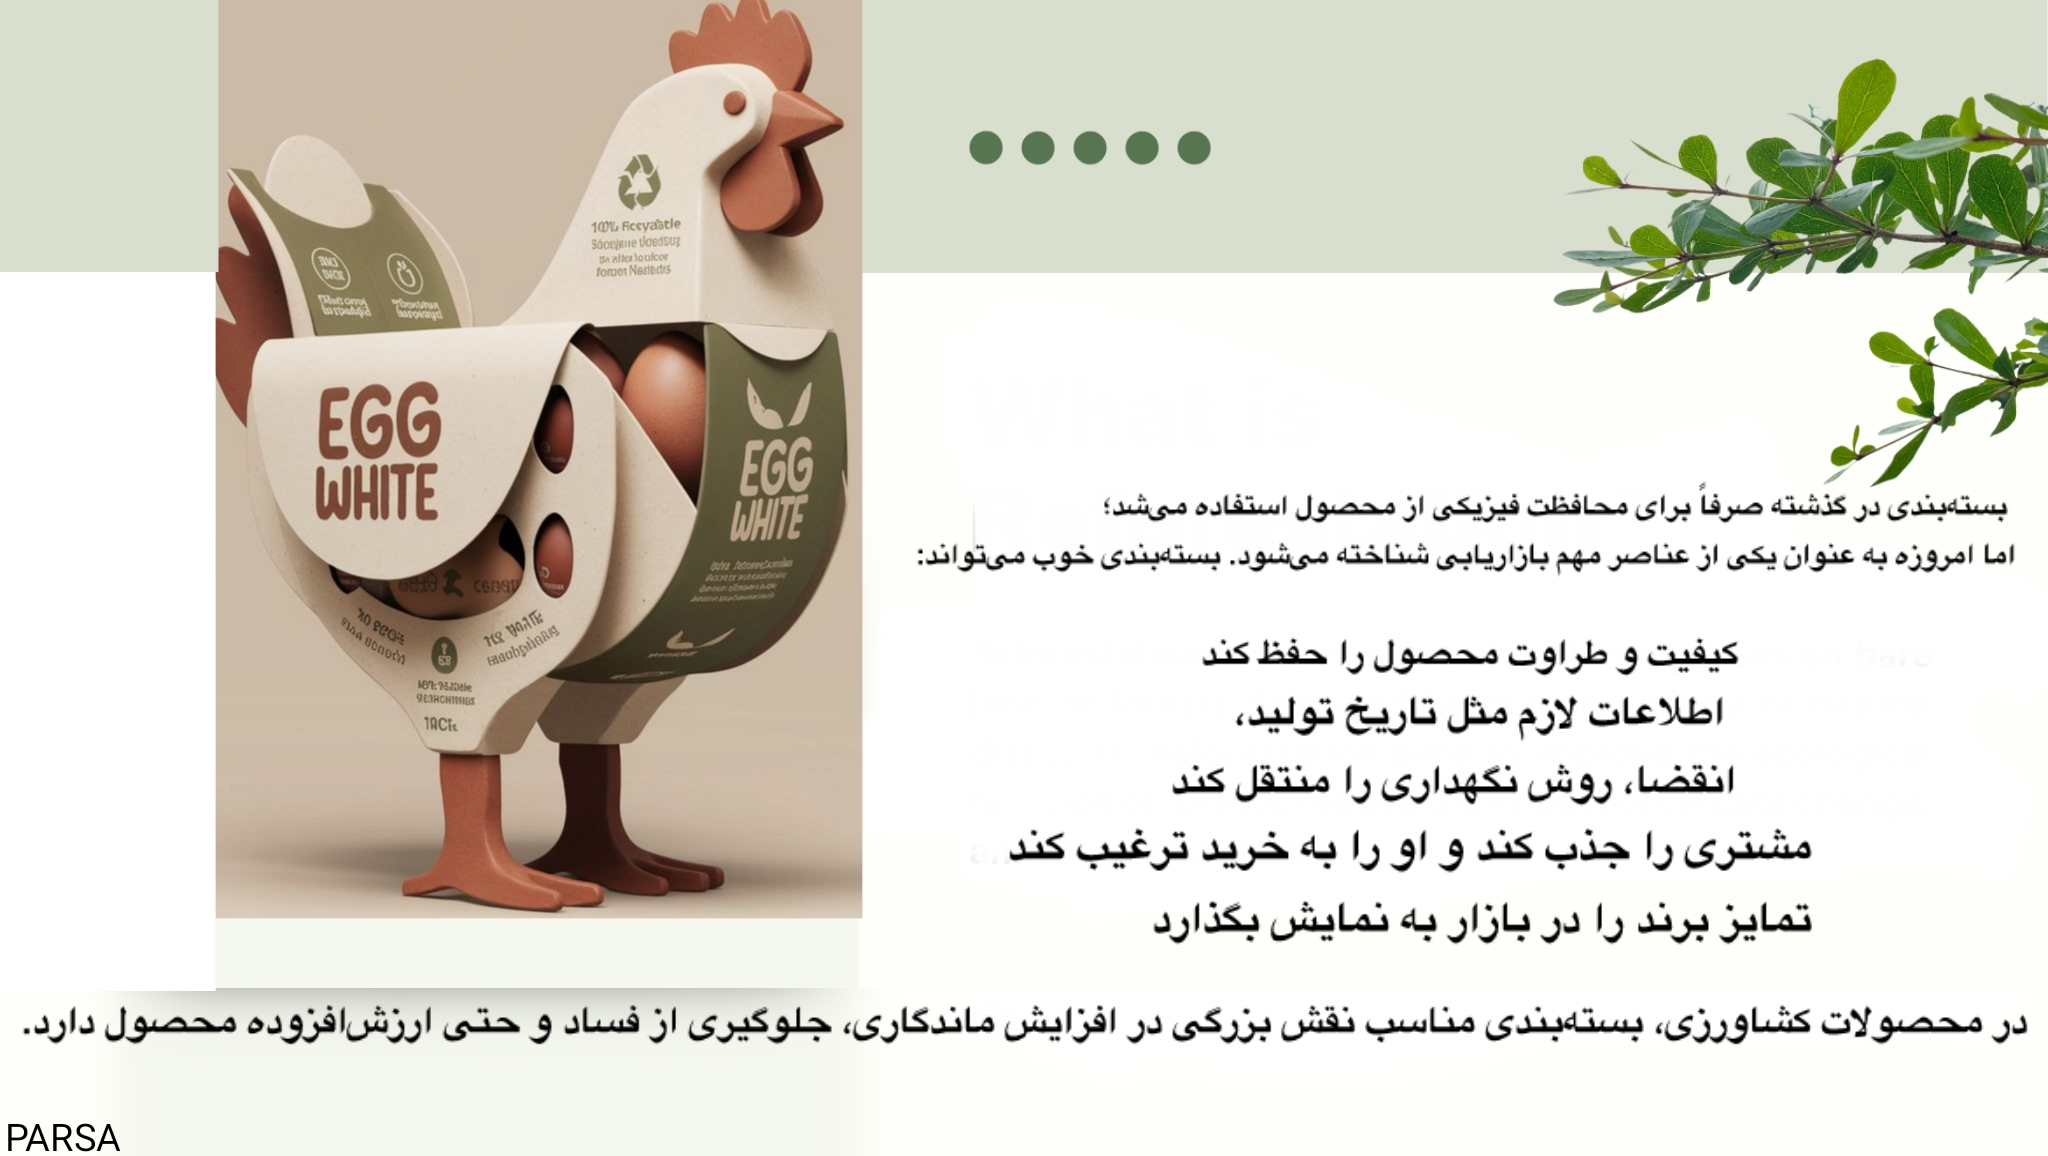 100%
EGG
WHITE
EGG
WHITE
بسته‌بندی در گذشته صرفاً برای محافظت فیزیکی از محصول استفاده می‌شد؛
اما امروزه به عنوان یکی از عناصر مهم بازاریابی شناخته می‌شود. بسته‌بندی خوب می‌تواند:
کیفیت و طراوت محصول را حفظ کند
اطلاعات لازم مثل تاریخ تولید،
انقضا، روش نگهداری را منتقل کند
مشتری را جذب کند و او را به خرید ترغیب کند
تمایز برند را در بازار به نمایش بگذارد
در محصولات کشاورزی، بسته‌بندی مناسب نقش بزرگی در افزایش ماندگاری، جلوگیری از فساد و حتی ارزش‌افزوده محصول دارد.
PARSA